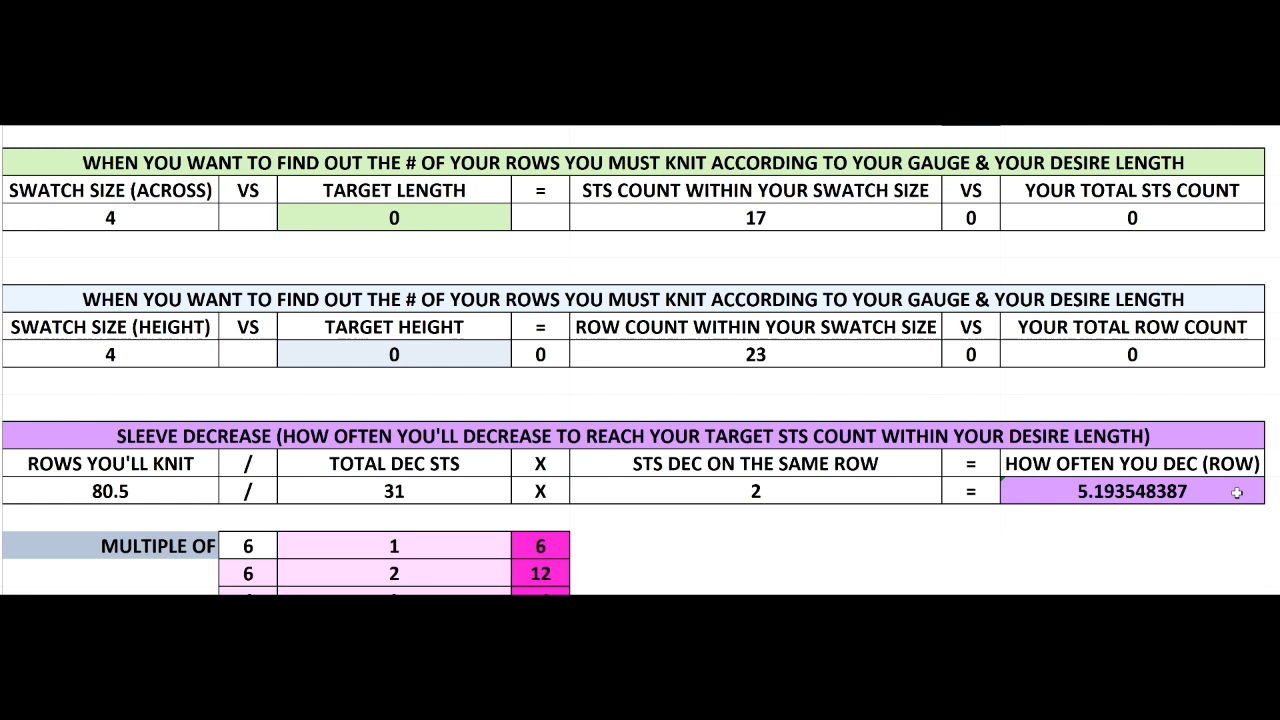 WHEN YOU WANT TO FIND OUT THE # OF YOUR ROWS YOU MUST KNIT ACCORDING TO YOUR GAUGE & YOUR DESIRE LENGTH
SWATCH SIZE (ACROSS) VS TARGET LENGTH = STS COUNT WITHIN YOUR SWATCH SIZE VS YOUR TOTAL STS COUNT
4 0 17 0 0
WHEN YOU WANT TO FIND OUT THE # OF YOUR ROWS YOU MUST KNIT ACCORDING TO YOUR GAUGE & YOUR DESIRE LENGTH
SWATCH SIZE (HEIGHT) VS TARGET HEIGHT = ROW COUNT WITHIN YOUR SWATCH SIZE VS YOUR TOTAL ROW COUNT
4 0 0 23 0 0
SLEEVE DECREASE (HOW OFTEN YOU'LL DECREASE TO REACH YOUR TARGET STS COUNT WITHIN YOUR DESIRE LENGTH)
ROWS YOU'LL KNIT / TOTAL DEC STS X STS DEC ON THE SAME ROW = HOW OFTEN YOU DEC (ROW)
80.5 / 31 X 2 = 5.193548387
MULTIPLE OF 6 1 6
6 2 12